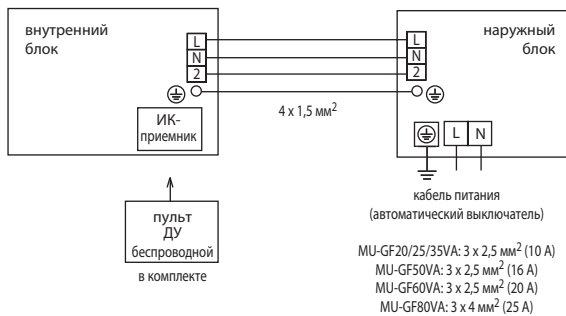 внутренний
блок
L
N
2
ИК-
приемник
4 x 1,5 мм²
наружный
блок
L
N
2
L N
кабель питания
(автоматический выключатель)
пульт
ДУ
беспроводной
в комплекте
MU-GF20/25/35VA: 3 x 2,5 мм² (10 А)
MU-GF50VA: 3 x 2,5 мм² (16 А)
MU-GF60VA: 3 x 2,5 мм² (20 А)
MU-GF80VA: 3 x 4 мм² (25 А)